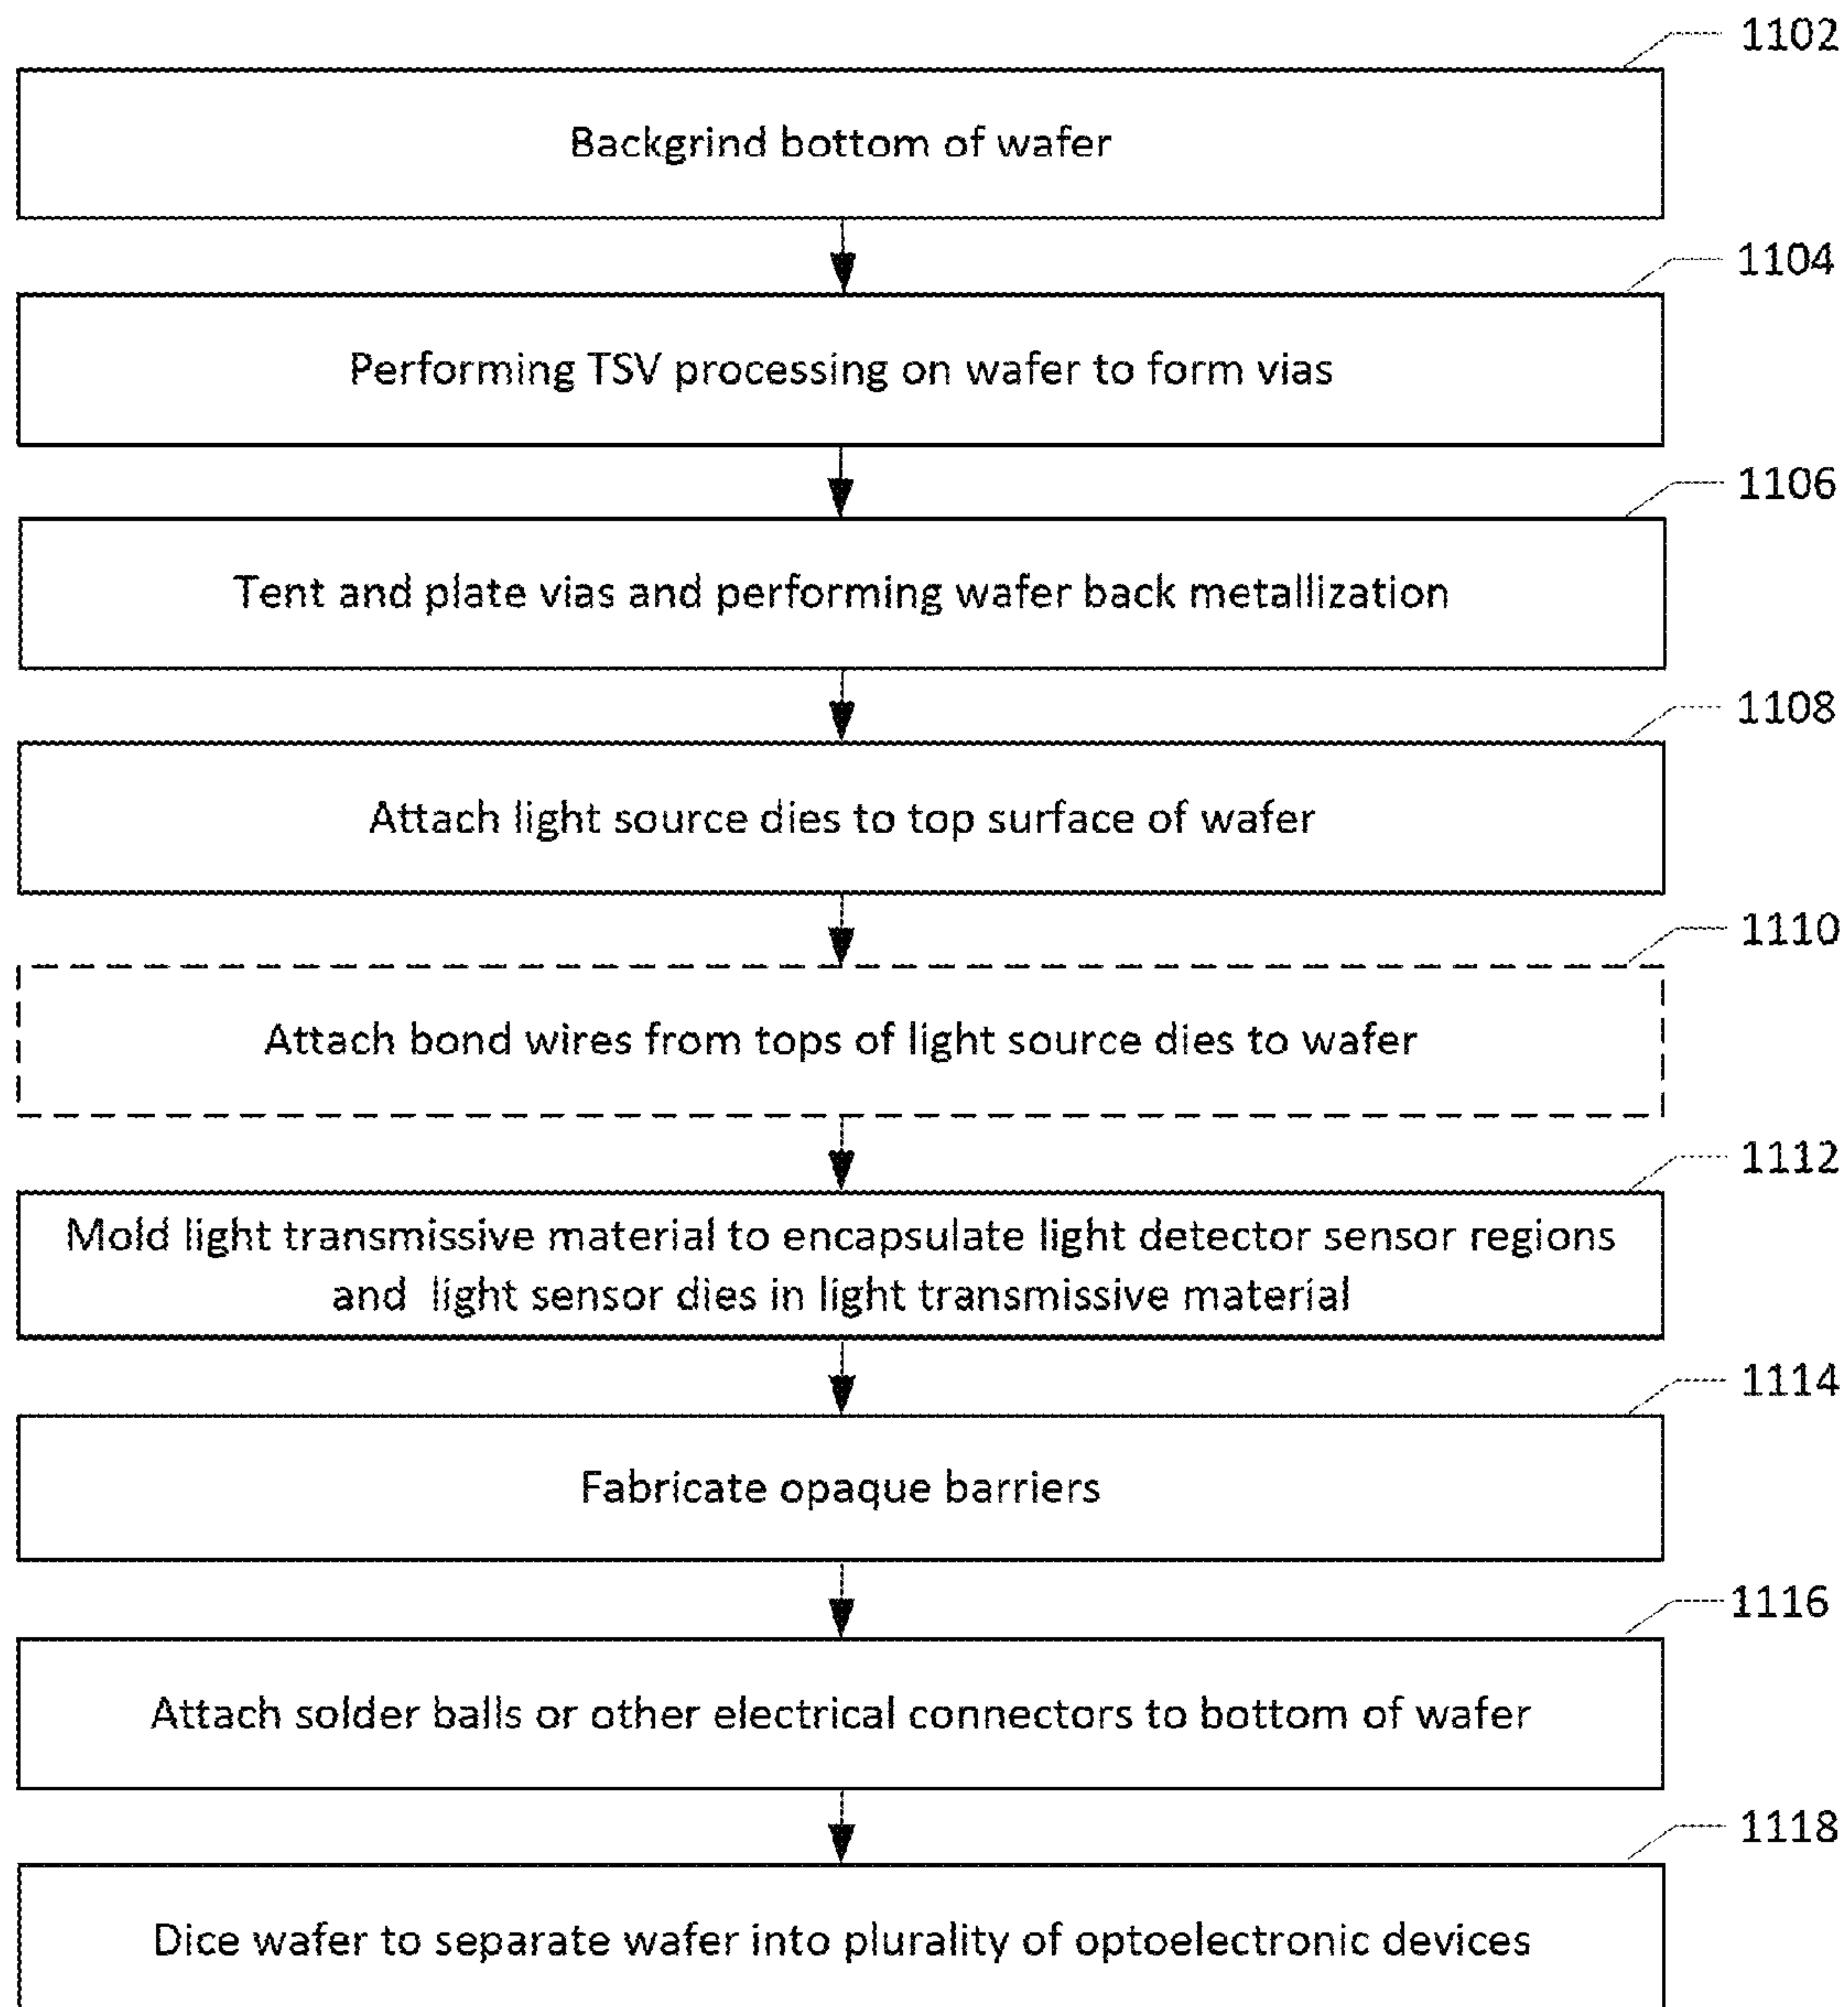 1102
Backgrind bottom of wafer
1104
Performing TSV processing on wafer to form vias
1106
Tent and plate vias and performing wafer back metallization
1108
Attach light source dies to top surface of wafer
1110
Attach bond wires from tops of light source dies to wafer
1112
Mold light transmissive material to encapsulate light detector sensor regions
and light sensor dies in light transmissive material
1114
Fabricate opaque barriers
1116
Attach solder balls or other electrical connectors to bottom of wafer
1118
Dice wafer to separate wafer into plurality of optoelectronic devices